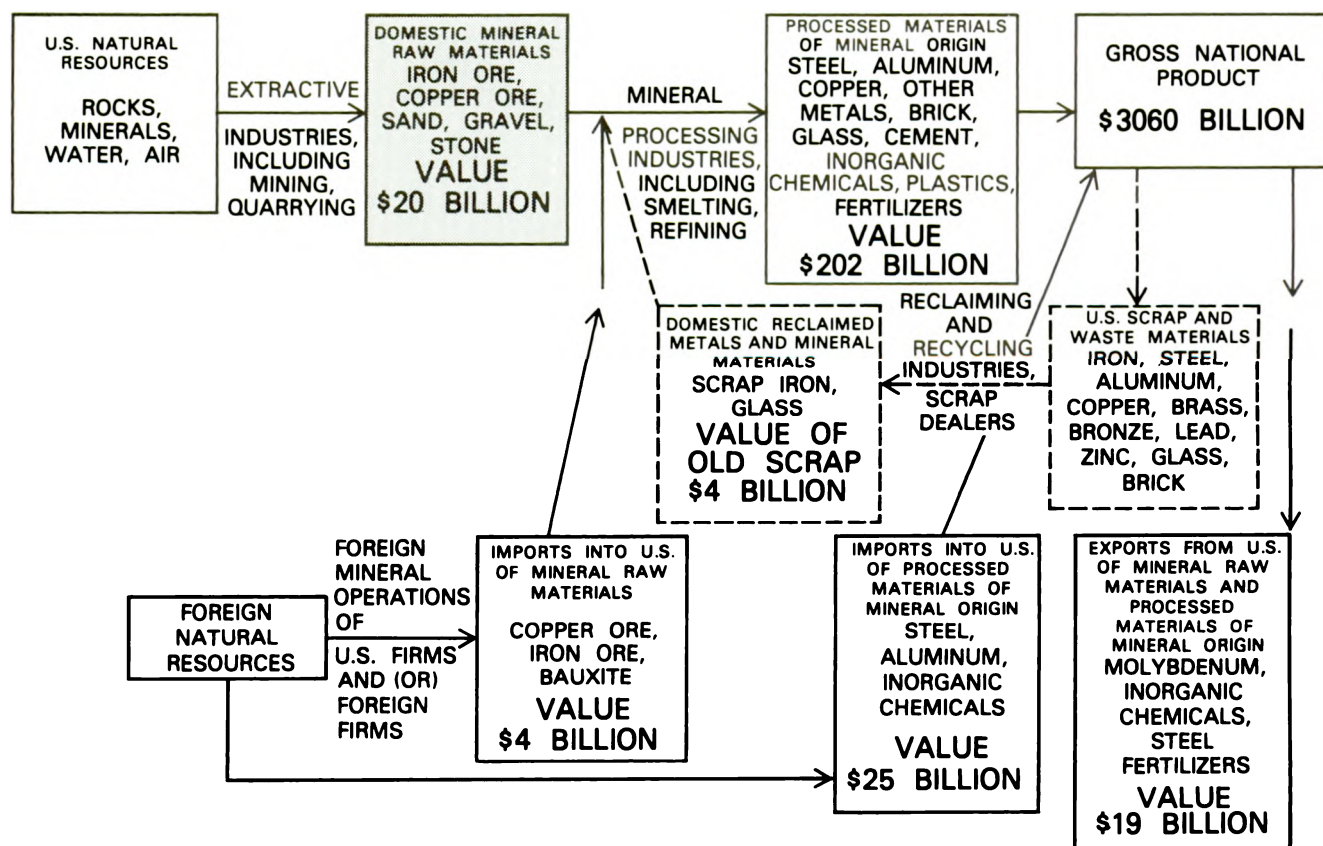 U.S. NATURAL
RESOURCES
ROCKS,
MINERALS,
WATER, AIR
EXTRACTIVE
INDUSTRIES,
INCLUDING
MINING,
QUARRYING
DOMESTIC MINERAL
RAW MATERIALS
IRON ORE,
COPPER ORE,
SAND, GRAVEL,
STONE
VALUE
$20 BILLION
MINERAL
PROCESSING
INDUSTRIES,
INCLUDING
SMELTING,
REFINING
PROCESSED MATERIALS
OF MINERAL ORIGIN
STEEL, ALUMINUM,
COPPER, OTHER
METALS, BRICK,
GLASS, CEMENT,
INORGANIC
CHEMICALS, PLASTICS,
FERTILIZERS
VALUE
$202 BILLION
GROSS NATIONAL
PRODUCT
$3060 BILLION
DOMESTIC RECLAIMED
METALS AND MINERAL
MATERIALS
SCRAP IRON,
GLASS
VALUE OF
OLD SCRAP
$4 BILLION
RECLAIMING
AND
RECYCLING
INDUSTRIES,
SCRAP
DEALERS
U.S. SCRAP AND
WASTE MATERIALS
IRON, STEEL,
ALUMINUM,
COPPER, BRASS,
BRONZE, LEAD,
ZINC, GLASS,
BRICK
FOREIGN
NATURAL
RESOURCES
FOREIGN
MINERAL
OPERATIONS
OF
U.S. FIRMS
AND (OR)
FOREIGN
FIRMS
IMPORTS INTO U.S.
OF MINERAL RAW
MATERIALS
COPPER ORE,
IRON ORE,
BAUXITE
VALUE
$4 BILLION
IMPORTS INTO U.S.
OF PROCESSED
MATERIALS OF
MINERAL ORIGIN
STEEL,
ALUMINUM,
INORGANIC
CHEMICALS
VALUE
$25 BILLION
EXPORTS FROM U.S.
OF MINERAL RAW
MATERIALS AND
PROCESSED
MATERIALS OF
MINERAL ORIGIN
MOLYBDENUM,
INORGANIC
CHEMICALS,
STEEL
FERTILIZERS
VALUE
$19 BILLION